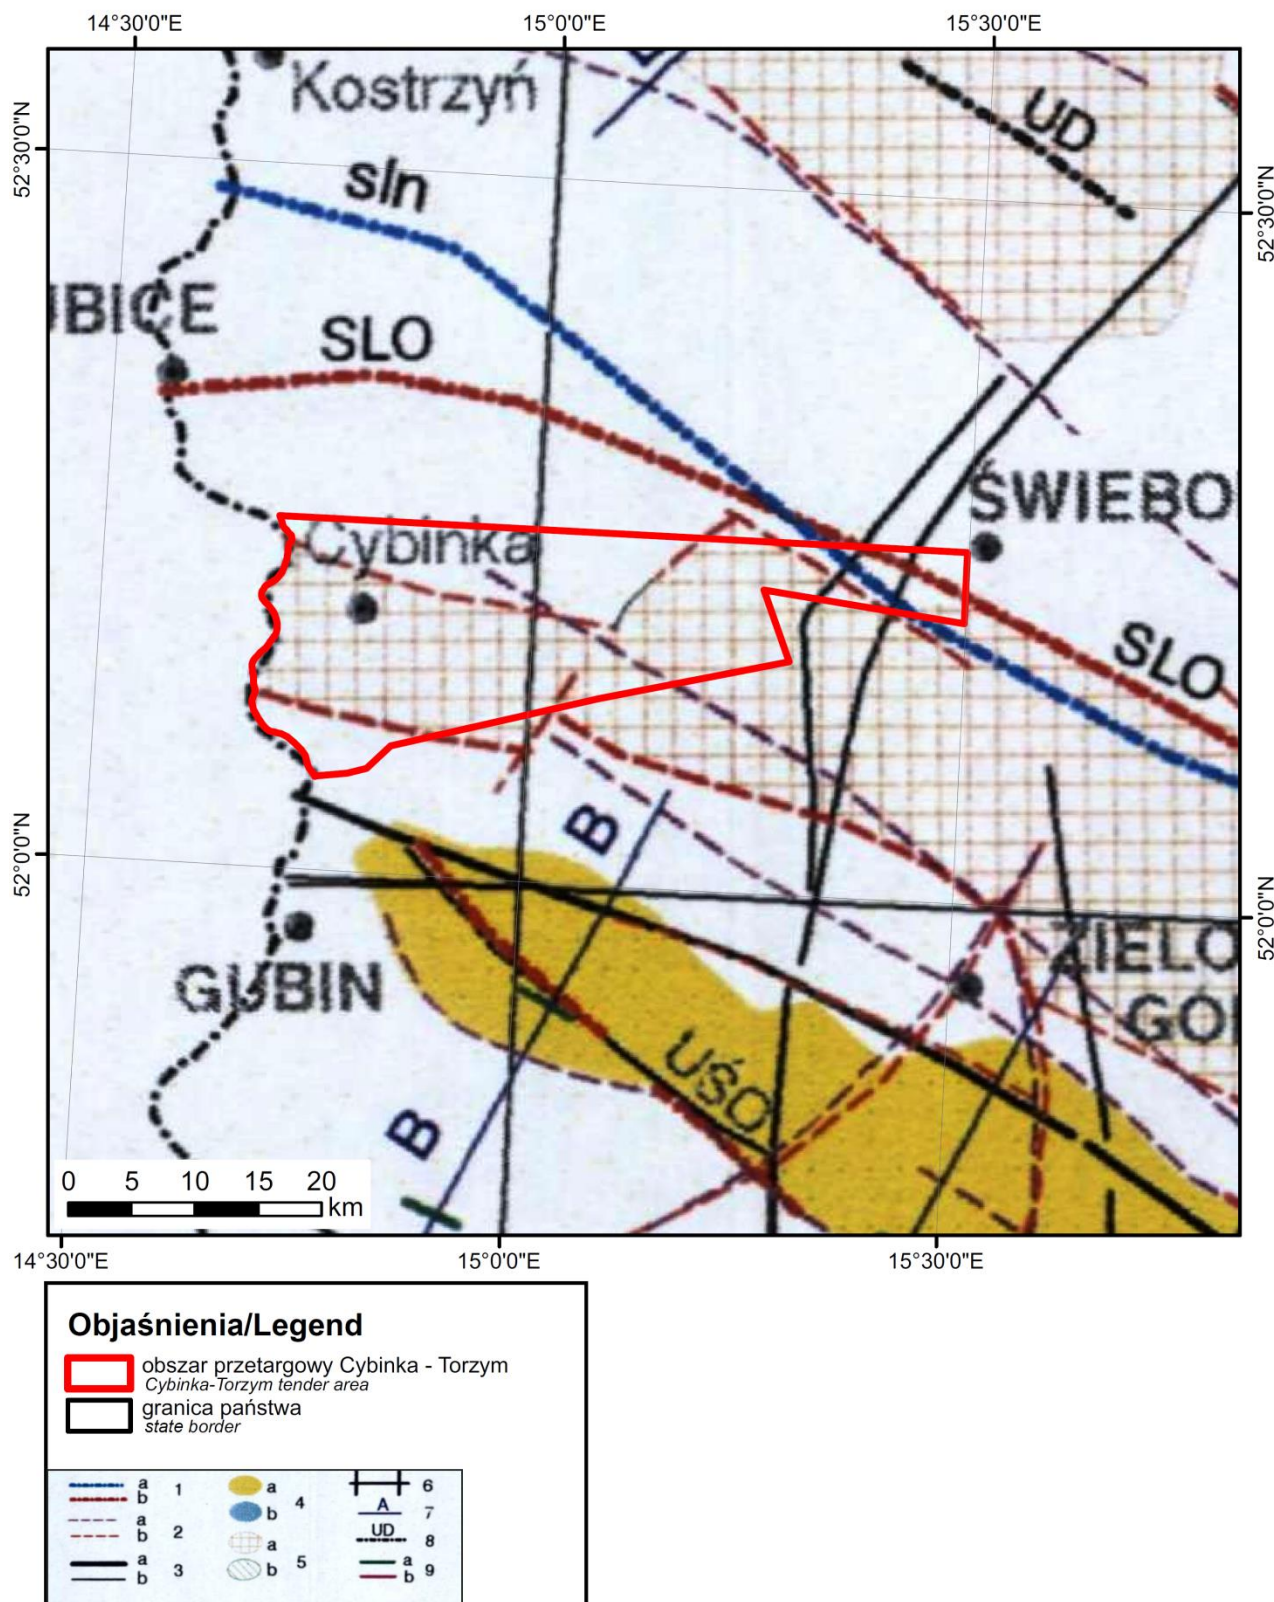 14°30'0"E 15°0'0"E 15°30'0"E
Kostrzyń
UD
52°30'0"N
sln
52°30'0"N
IBICE
SLO
ŚWIEBO
Cybinka
SLO
52°0'0"N
B
52°0'0"N
ZIELO
GÓ
GUBIN
UŚO
B
0 5 10 15 20
km
14°30'0"E 15°0'0"E 15°30'0"E
Objaśnienia/Legend
obszar przetargowy Cybinka - Torzym
Cybinka-Torzym tender area
granica państwa
state border
a
b 1
a
b 2
a
b 3
a
b 4
a
b 5
6
A 7
UD 8
a
b 9